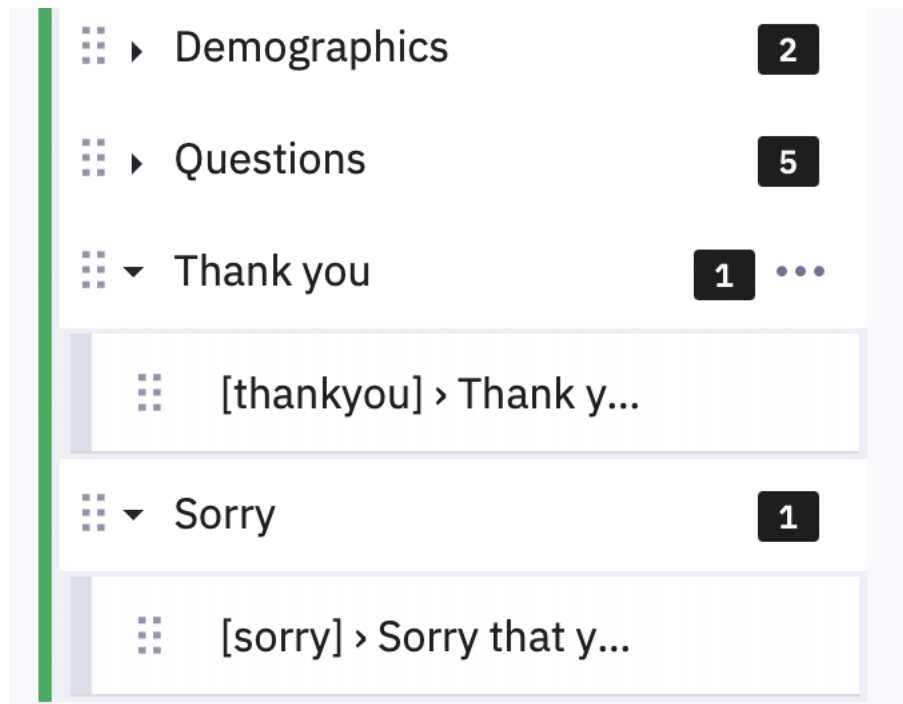 Demographics 2
Questions 5
Thank you 1 •••
[thankyou] › Thank y...
Sorry 1
[sorry] › Sorry that y...